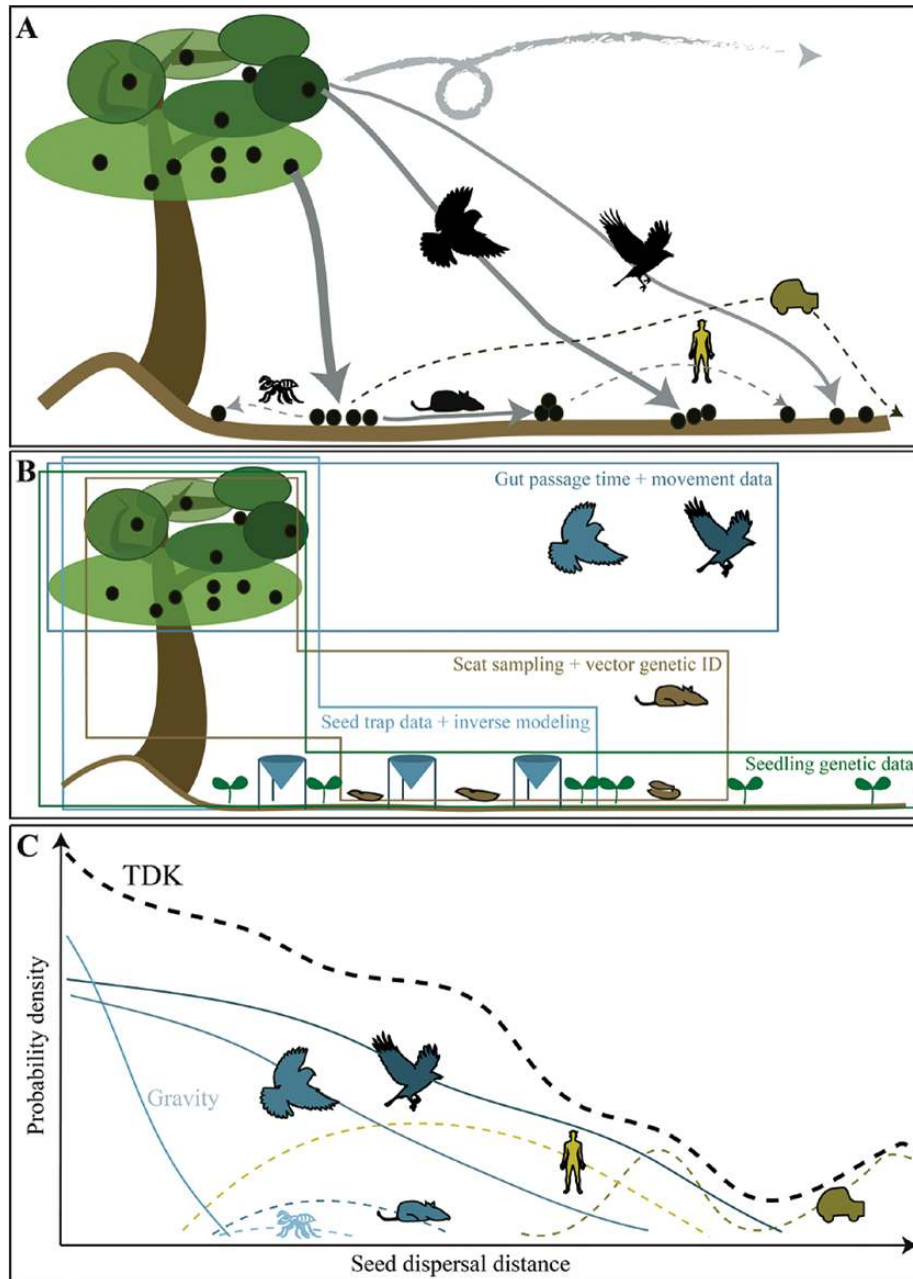 A
B
Gut passage time + movement data
Scat sampling + vector genetic ID
Seed trap data + inverse modeling
Seedling genetic data
C
TDK
Probability density
Gravity
Seed dispersal distance